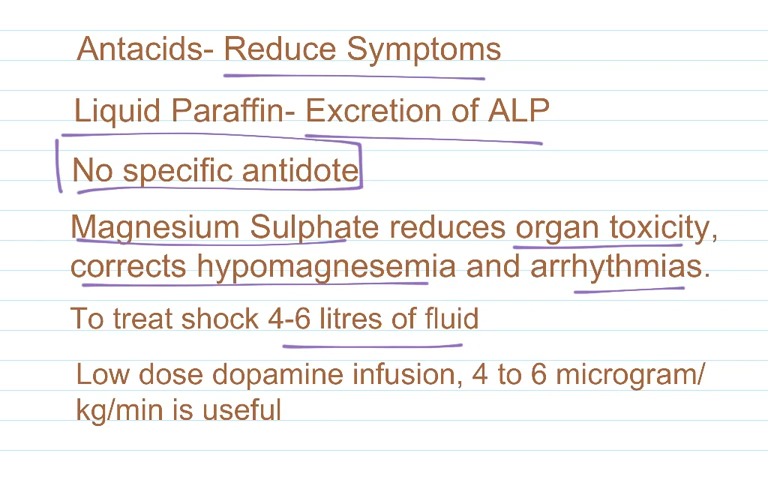 Antacids- Reduce Symptoms
Liquid Paraffin- Excretion of ALP
No specific antidote
Magnesium Sulphate reduces organ toxicity,
corrects hypomagnesemia and arrhythmias.
To treat shock 4-6 litres of fluid
Low dose dopamine infusion, 4 to 6 microgram/
kg/min is useful